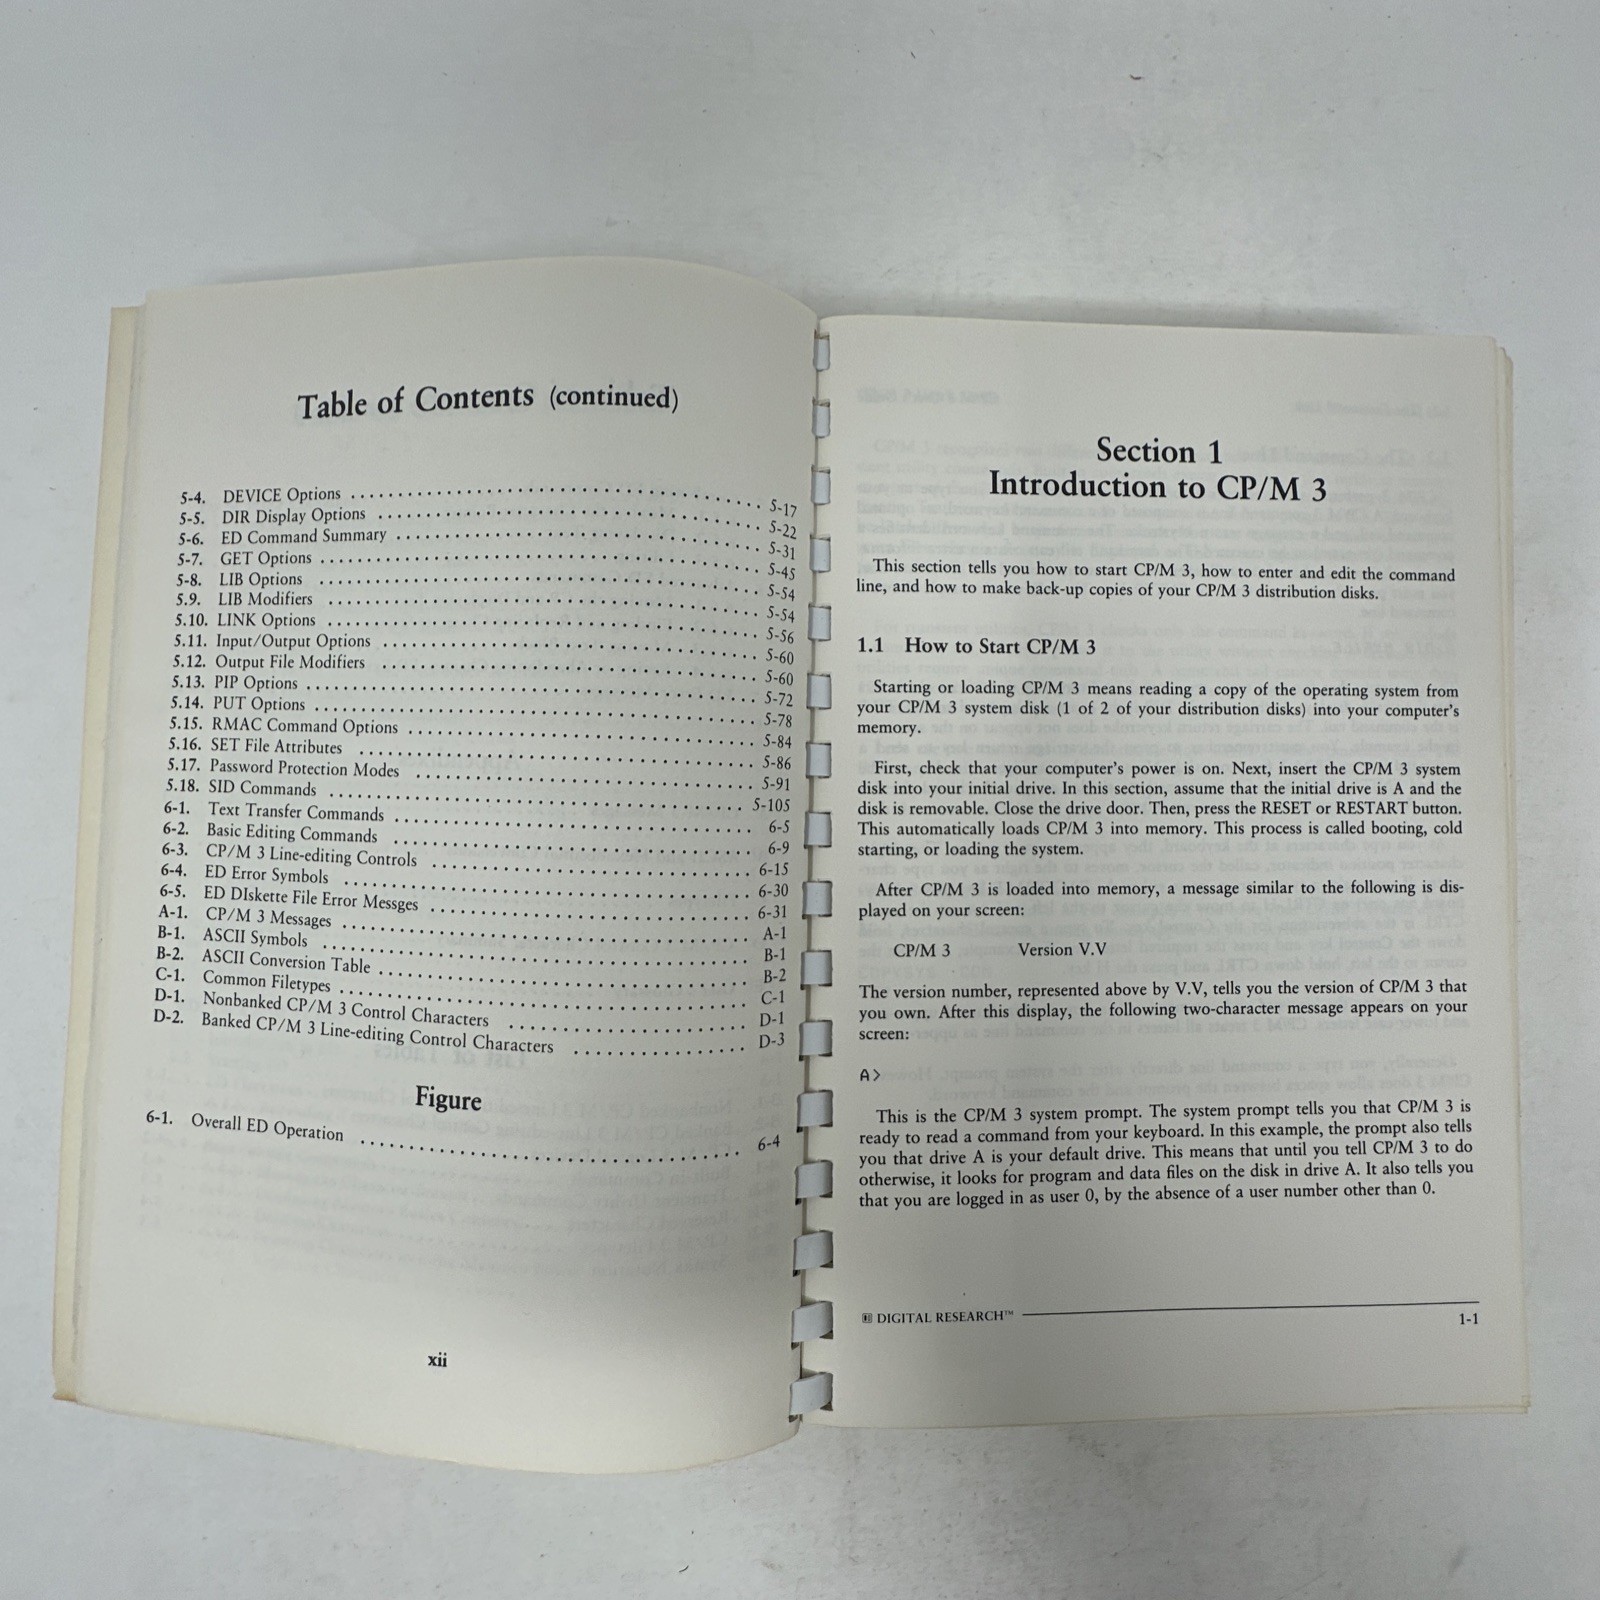 Table of Contents (continued)
5-4. DEVICE Options . . . . . . . . . . 5-17
5-5. DIR Display Options . . . . . . . . . . 5-22
5-6. ED Command Summary . . . . . . . . . . 5-31
5-7. GET Options . . . . . . . . . . 5-45
5-8. LIB Options . . . . . . . . . . 5-54
5.9. LIB Modifiers . . . . . . . . . . 5-54
5.10. LINK Options . . . . . . . . . . 5-56
5.11. Input/Output Options . . . . . . . . . . 5-60
5.12. Output File Modifiers . . . . . . . . . . 5-60
5.13. PIP Options . . . . . . . . . . 5-72
5.14. PUT Options . . . . . . . . . . 5-78
5.15. RMAC Command Options . . . . . . . . . . 5-84
5.16. SET File Attributes . . . . . . . . . . 5-86
5.17. Password Protection Modes . . . . . . . . . . 5-91
5.18. SID Commands . . . . . . . . . . 5-105
6-1. Text Transfer Commands . . . . . . . . . . 6-5
6-2. Basic Editing Commands . . . . . . . . . . 6-9
6-3. CP/M 3 Line-editing Controls . . . . . . . . . . 6-15
6-4. ED Error Symbols . . . . . . . . . . 6-30
6-5. ED DIskette File Error Messges . . . . . . . . . . 6-31
A-1. CP/M 3 Messages . . . . . . . . . . A-1
B-1. ASCII Symbols . . . . . . . . . . B-1
B-2. ASCII Conversion Table . . . . . . . . . . B-2
C-1. Common Filetypes . . . . . . . . . . C-1
D-1. Nonbanked CP/M 3 Control Characters . . . . . . . . . . D-1
D-2. Banked CP/M 3 Line-editing Control Characters . . . . . . . . . . D-3
Figure
6-1. Overall ED Operation . . . . . . . . . . 6-4
xii
Section 1
Introduction to CP/M 3
This section tells you how to start CP/M 3, how to enter and edit the command
line, and how to make back-up copies of your CP/M 3 distribution disks.
1.1 How to Start CP/M 3
Starting or loading CP/M 3 means reading a copy of the operating system from
your CP/M 3 system disk (1 of 2 of your distribution disks) into your computer's
memory.
First, check that your computer's power is on. Next, insert the CP/M 3 system
disk into your initial drive. In this section, assume that the initial drive is A and the
disk is removable. Close the drive door. Then, press the RESET or RESTART button.
This automatically loads CP/M 3 into memory. This process is called booting, cold
starting, or loading the system.
After CP/M 3 is loaded into memory, a message similar to the following is dis-
played on your screen:
CP/M 3 Version V.V
The version number, represented above by V.V, tells you the version of CP/M 3 that
you own. After this display, the following two-character message appears on your
screen:
A>
This is the CP/M 3 system prompt. The system prompt tells you that CP/M 3 is
ready to read a command from your keyboard. In this example, the prompt also tells
you that drive A is your default drive. This means that until you tell CP/M 3 to do
otherwise, it looks for program and data files on the disk in drive A. It also tells you
that you are logged in as user 0, by the absence of a user number other than 0.
DIGITAL RESEARCH™ 1-1